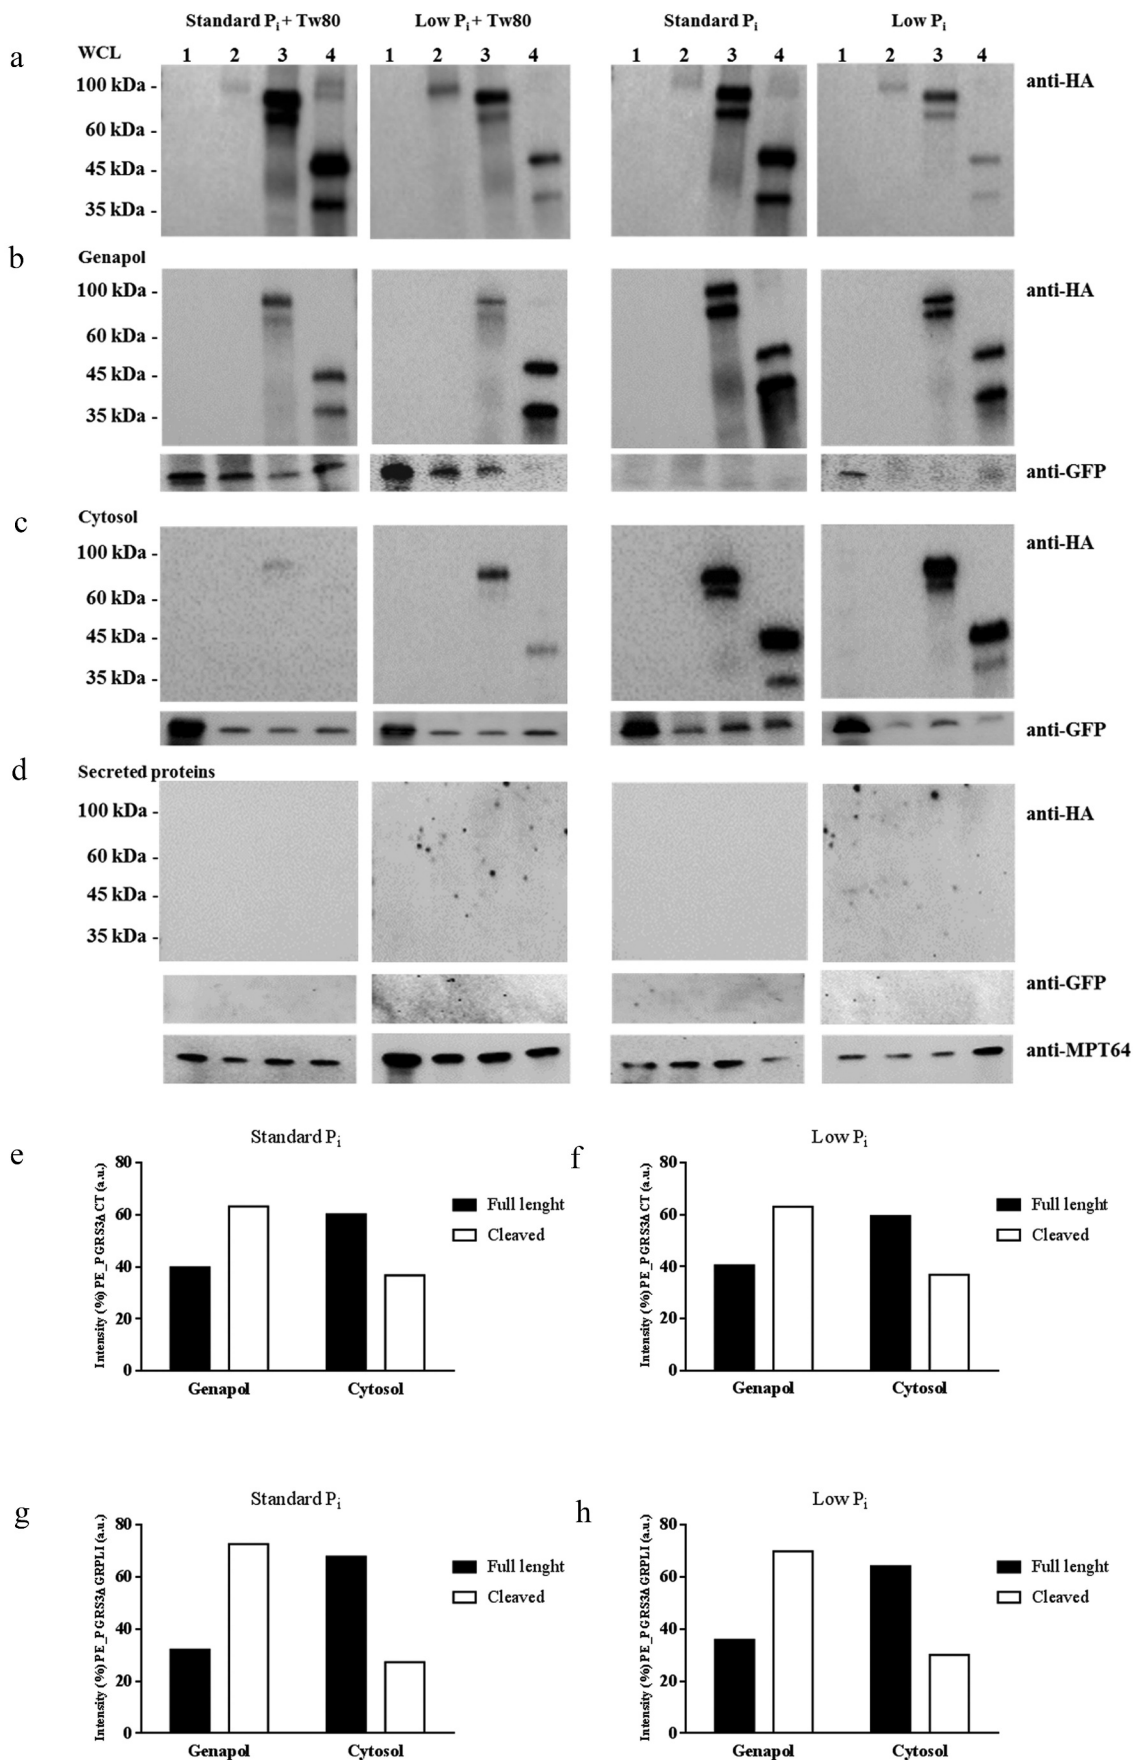 Standard Pi + Tw80 Low Pi + Tw80 Standard Pi Low Pi
a WCL 1 2 3 4 1 2 3 4 1 2 3 4 1 2 3 4
100 kDa - anti-HA
60 kDa -
45 kDa -
35 kDa -
b Genapol
100 kDa - anti-HA
60 kDa -
45 kDa -
35 kDa -
anti-GFP
c Cytosol
100 kDa - anti-HA
60 kDa -
45 kDa -
35 kDa -
anti-GFP
d Secreted proteins
100 kDa - anti-HA
60 kDa -
45 kDa -
35 kDa -
anti-GFP
anti-MPT64
e Standard Pi
Intensity (%) PE_PGRS3ΔCT (a.u.)
80
60
40
20
0
Full lenght
Cleaved
Genapol Cytosol
f Low Pi
Intensity (%) PE_PGRS3ΔCT (a.u.)
80
60
40
20
0
Full lenght
Cleaved
Genapol Cytosol
g Standard Pi
Intensity (%) PE_PGRS3ΔGRPLI (a.u.)
80
60
40
20
0
Full lenght
Cleaved
Genapol Cytosol
h Low Pi
Intensity (%) PE_PGRS3ΔGRPLI (a.u.)
80
60
40
20
0
Full lenght
Cleaved
Genapol Cytosol